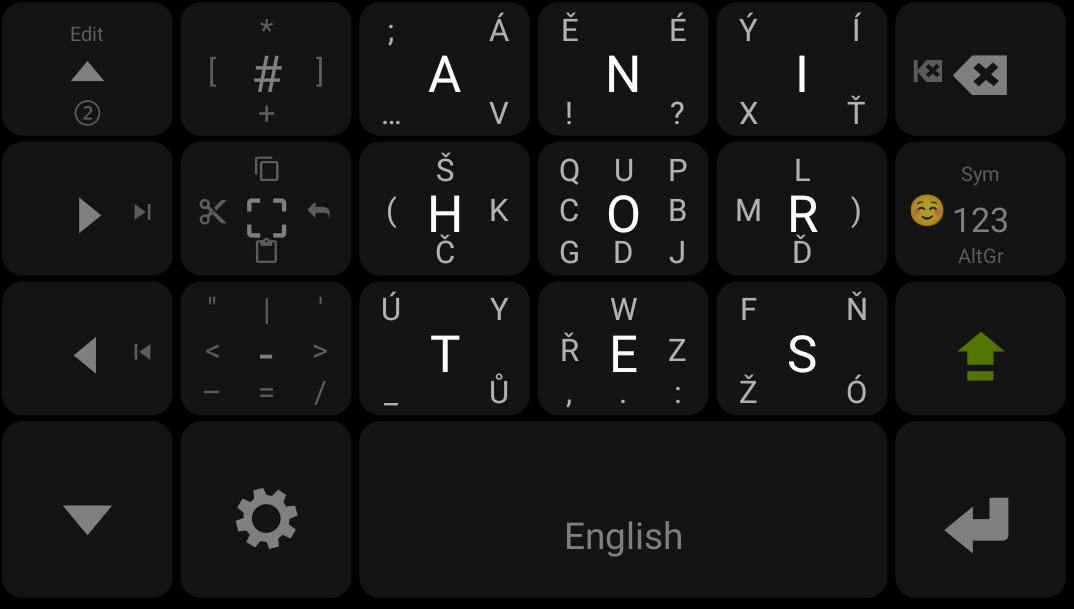 Edit * ; Á Ě É Ý Í
[ # ] A N I
② + … V ! ? X Ť
Š Q U P L Sym
( H K C O B M R ) 123
Č G D J Ď AltGr
" | ' Ú Y W F Ň
< - > T Ř E Z S
– = / _ Ů , . : Ž Ó
English